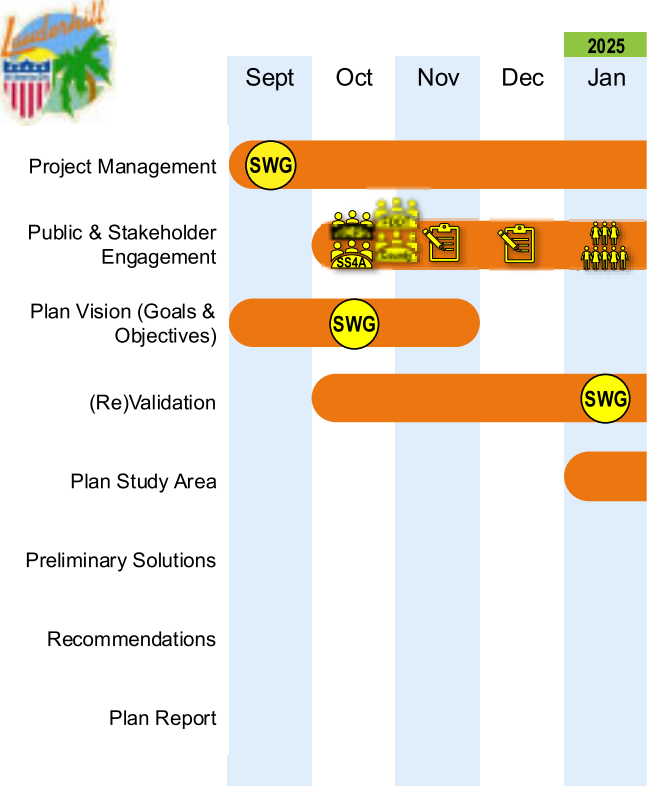 Lauderhill
2025
Sept Oct Nov Dec Jan
Project Management
SWG
Public & Stakeholder
Engagement
SS4A
Plan Vision (Goals &
Objectives)
SWG
(Re)Validation
SWG
Plan Study Area
Preliminary Solutions
Recommendations
Plan Report